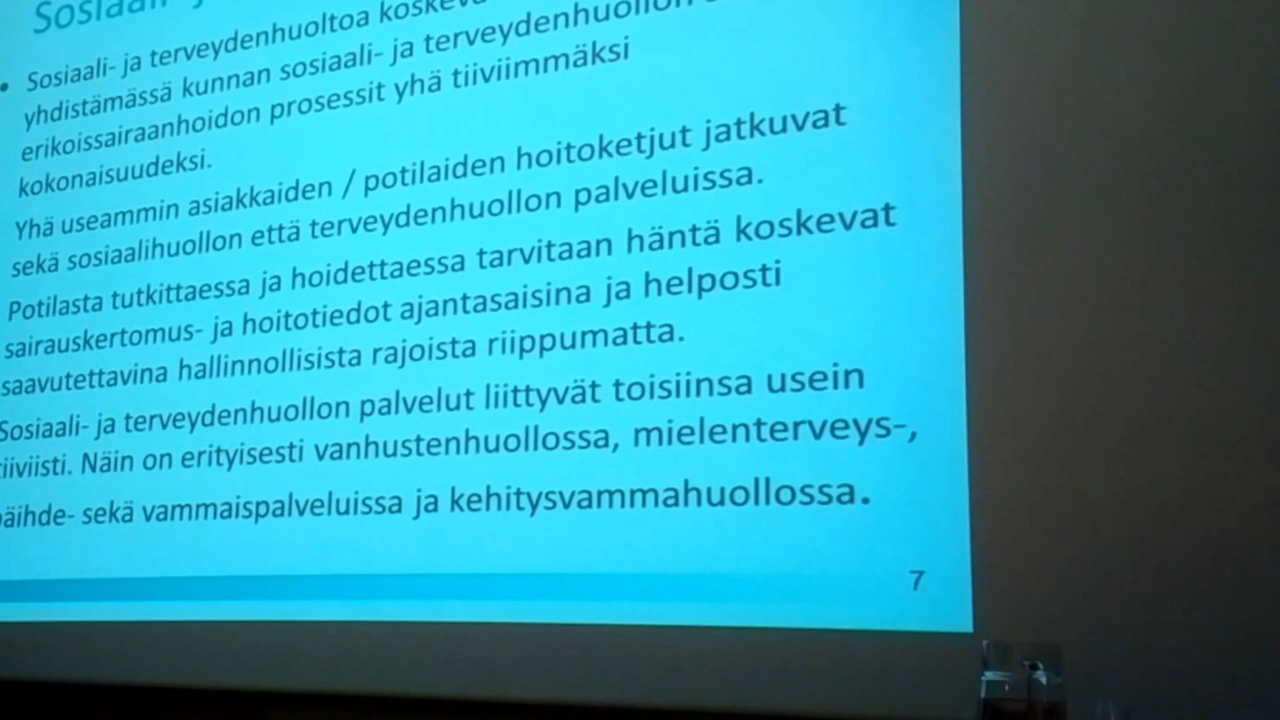 • Sosiaali- ja terveydenhuoltoa
yhdistämässä kunnan sosiaali- ja terveydenhuollon
erikoissairaanhoidon prosessit yhä tiiviimmäksi
kokonaisuudeksi.
Yhä useammin asiakkaiden / potilaiden hoitoketjut jatkuvat
sekä sosiaalihuollon että terveydenhuollon palveluissa.
Potilasta tutkittaessa ja hoidettaessa tarvitaan häntä koskevat
sairauskertomus- ja hoitotiedot ajantasaisina ja helposti
saavutettavina hallinnollisista rajoista riippumatta.
Sosiaali- ja terveydenhuollon palvelut liittyvät toisiinsa usein
tiiviisti. Näin on erityisesti vanhustenhuollossa, mielenterveys-,
päihde- sekä vammaispalveluissa ja kehitysvammahuollossa.
7